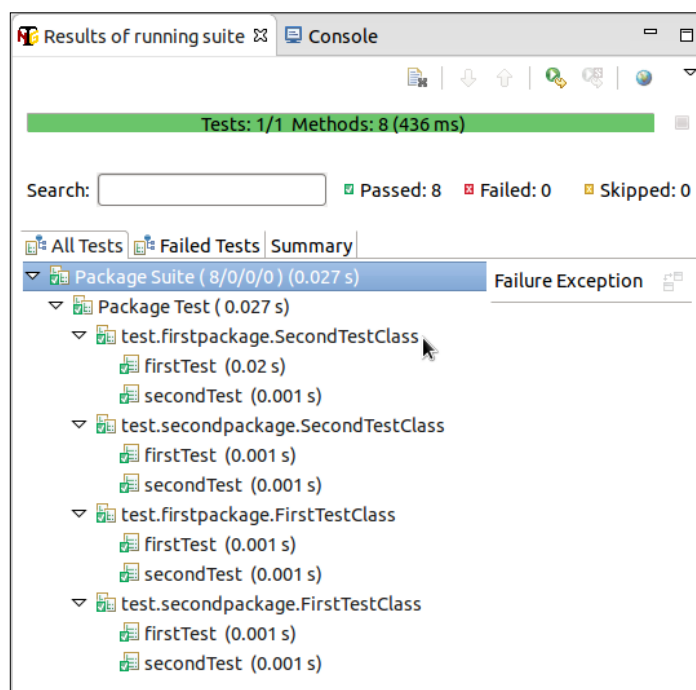 Results of running suite Console
Tests: 1/1 Methods: 8 (436 ms)
Search: Passed: 8 Failed: 0 Skipped: 0
All Tests Failed Tests Summary
Package Suite ( 8/0/0/0 ) (0.027 s) Failure Exception
Package Test ( 0.027 s)
test.firstpackage.SecondTestClass
firstTest (0.02 s)
secondTest (0.001 s)
test.secondpackage.SecondTestClass
firstTest (0.001 s)
secondTest (0.001 s)
test.firstpackage.FirstTestClass
firstTest (0.001 s)
secondTest (0.001 s)
test.secondpackage.FirstTestClass
firstTest (0.001 s)
secondTest (0.001 s)